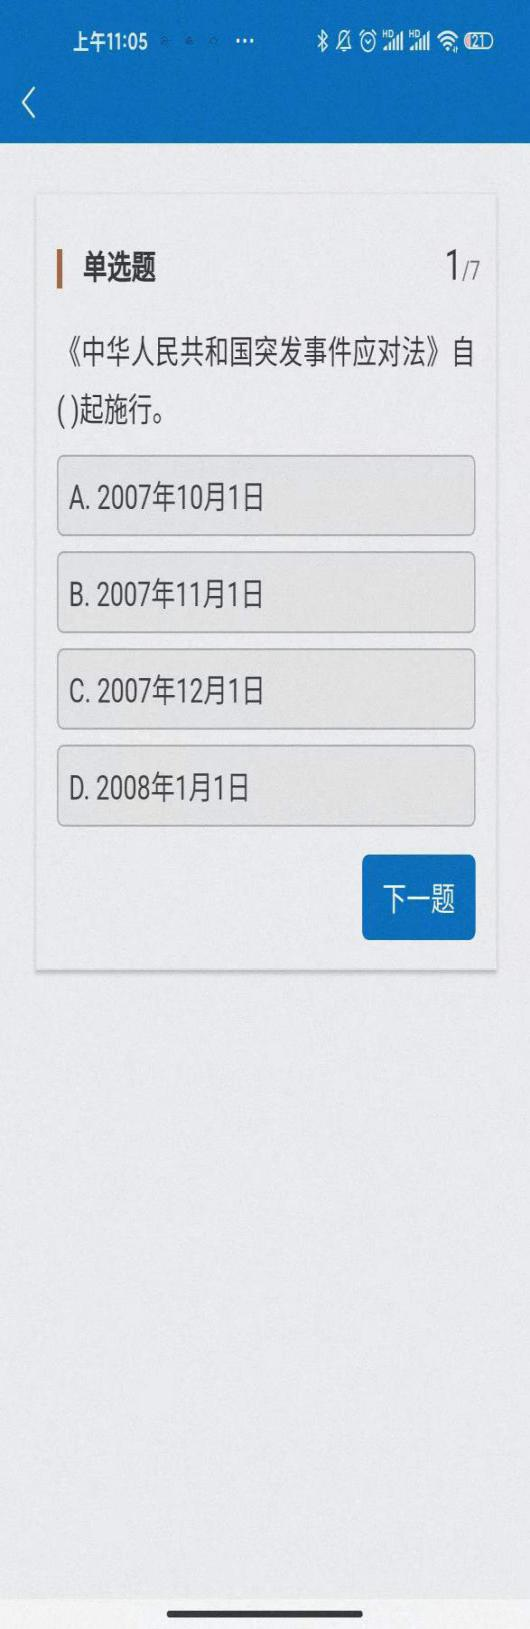 上午11:05 ...
HD HD 21
单选题
1/7
《中华人民共和国突发事件应对法》自
( )起施行。
A. 2007年10月1日
B. 2007年11月1日
C. 2007年12月1日
D. 2008年1月1日
下一题